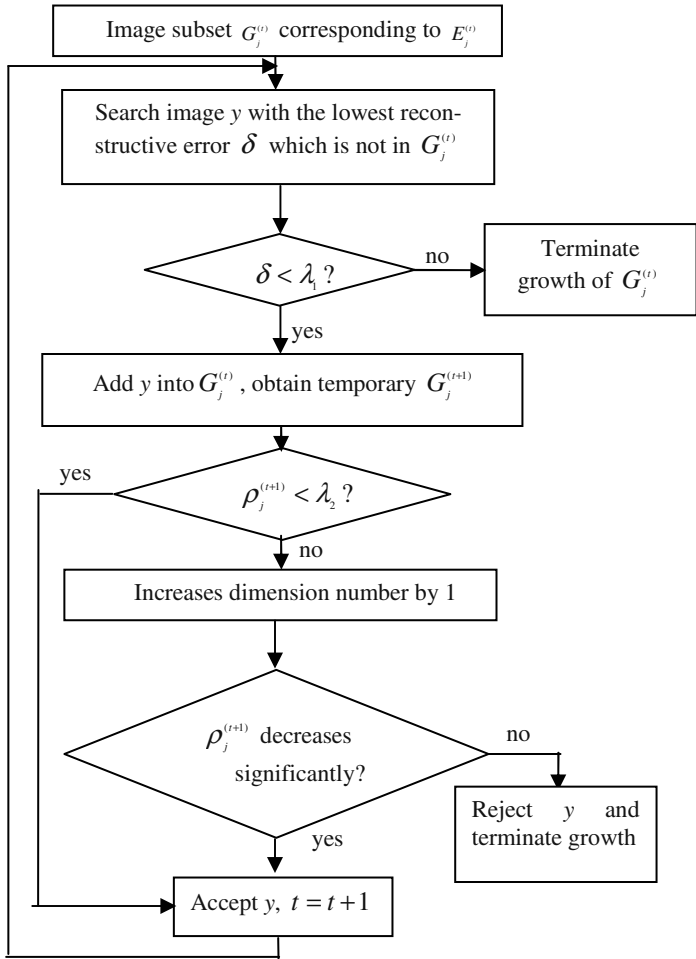 Image subset G_j^{(t)} corresponding to E_j^{(t)}
Search image y with the lowest recon-
structive error δ which is not in G_j^{(t)}
δ < λ_1 ?
no
Terminate
growth of G_j^{(t)}
yes
Add y into G_j^{(t)} , obtain temporary G_j^{(t+1)}
yes
ρ_j^{(t+1)} < λ_2 ?
no
Increases dimension number by 1
ρ_j^{(t+1)} decreases
significantly?
no
Reject y and
terminate growth
yes
Accept y, t = t+1